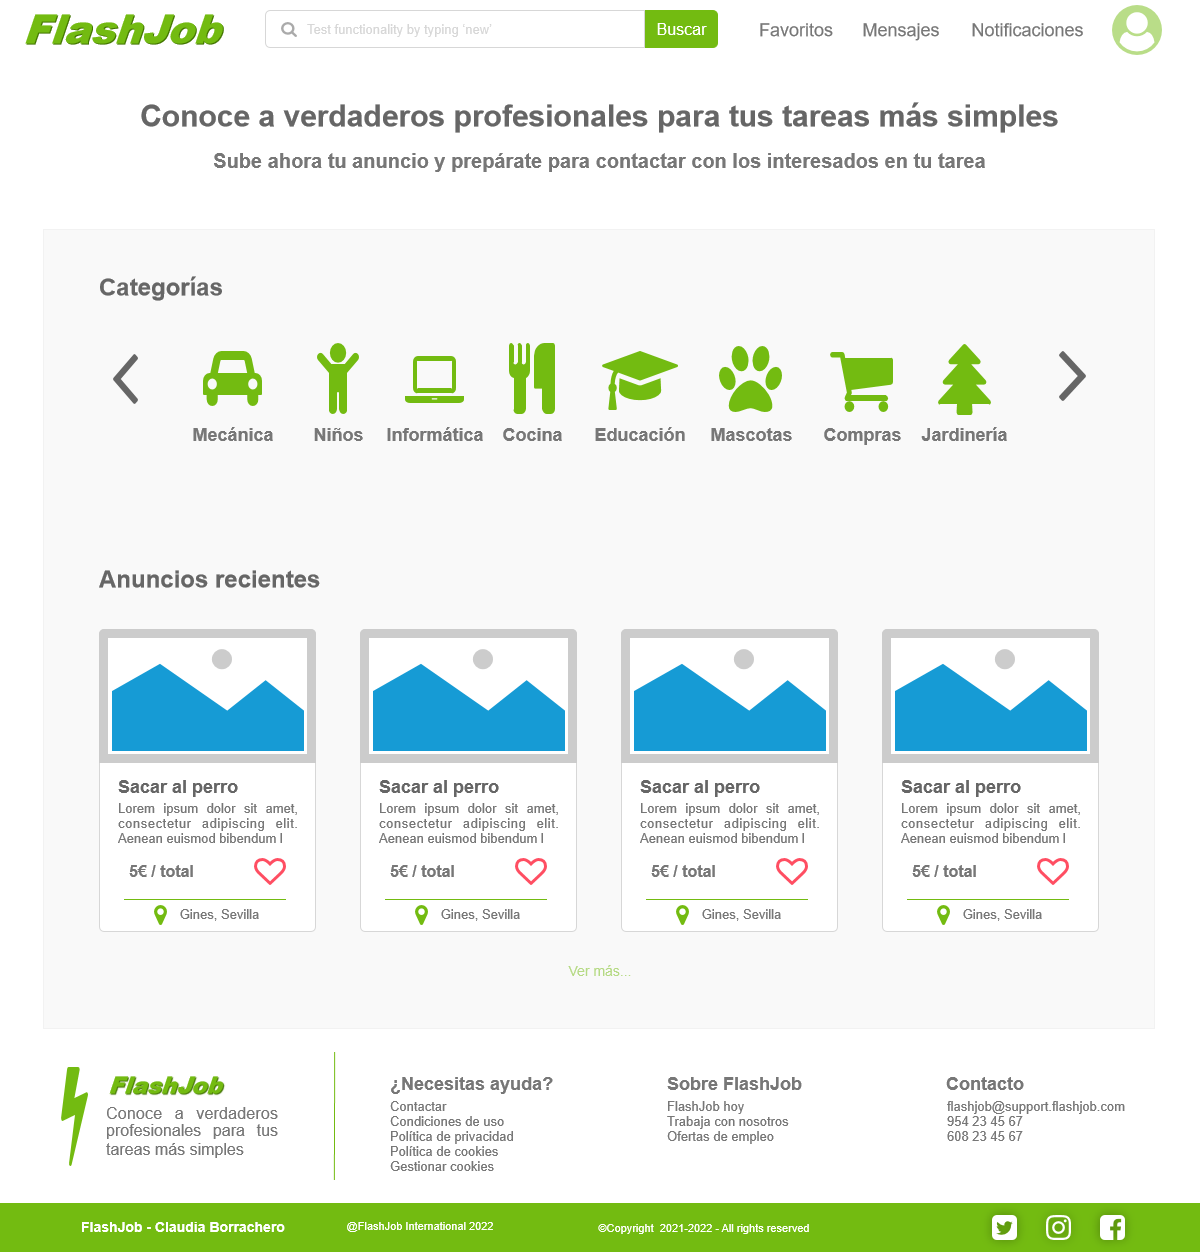 FlashJob
Test functionality by typing 'new'
Buscar
Favoritos
Mensajes
Notificaciones
Conoce a verdaderos profesionales para tus tareas más simples
Sube ahora tu anuncio y prepárate para contactar con los interesados en tu tarea
Categorías
Mecánica
Niños
Informática
Cocina
Educación
Mascotas
Compras
Jardinería
Anuncios recientes
Sacar al perro
Lorem ipsum dolor sit amet,
consectetur adipiscing elit.
Aenean euismod bibendum l
5€ / total
Gines, Sevilla
Sacar al perro
Lorem ipsum dolor sit amet,
consectetur adipiscing elit.
Aenean euismod bibendum l
5€ / total
Gines, Sevilla
Sacar al perro
Lorem ipsum dolor sit amet,
consectetur adipiscing elit.
Aenean euismod bibendum l
5€ / total
Gines, Sevilla
Sacar al perro
Lorem ipsum dolor sit amet,
consectetur adipiscing elit.
Aenean euismod bibendum l
5€ / total
Gines, Sevilla
Ver más...
FlashJob
Conoce a verdaderos
profesionales para tus
tareas más simples
¿Necesitas ayuda?
Contactar
Condiciones de uso
Política de privacidad
Política de cookies
Gestionar cookies
Sobre FlashJob
FlashJob hoy
Trabaja con nosotros
Ofertas de empleo
Contacto
flashjob@support.flashjob.com
954 23 45 67
608 23 45 67
FlashJob - Claudia Borrachero
@FlashJob International 2022
©Copyright 2021-2022 - All rights reserved